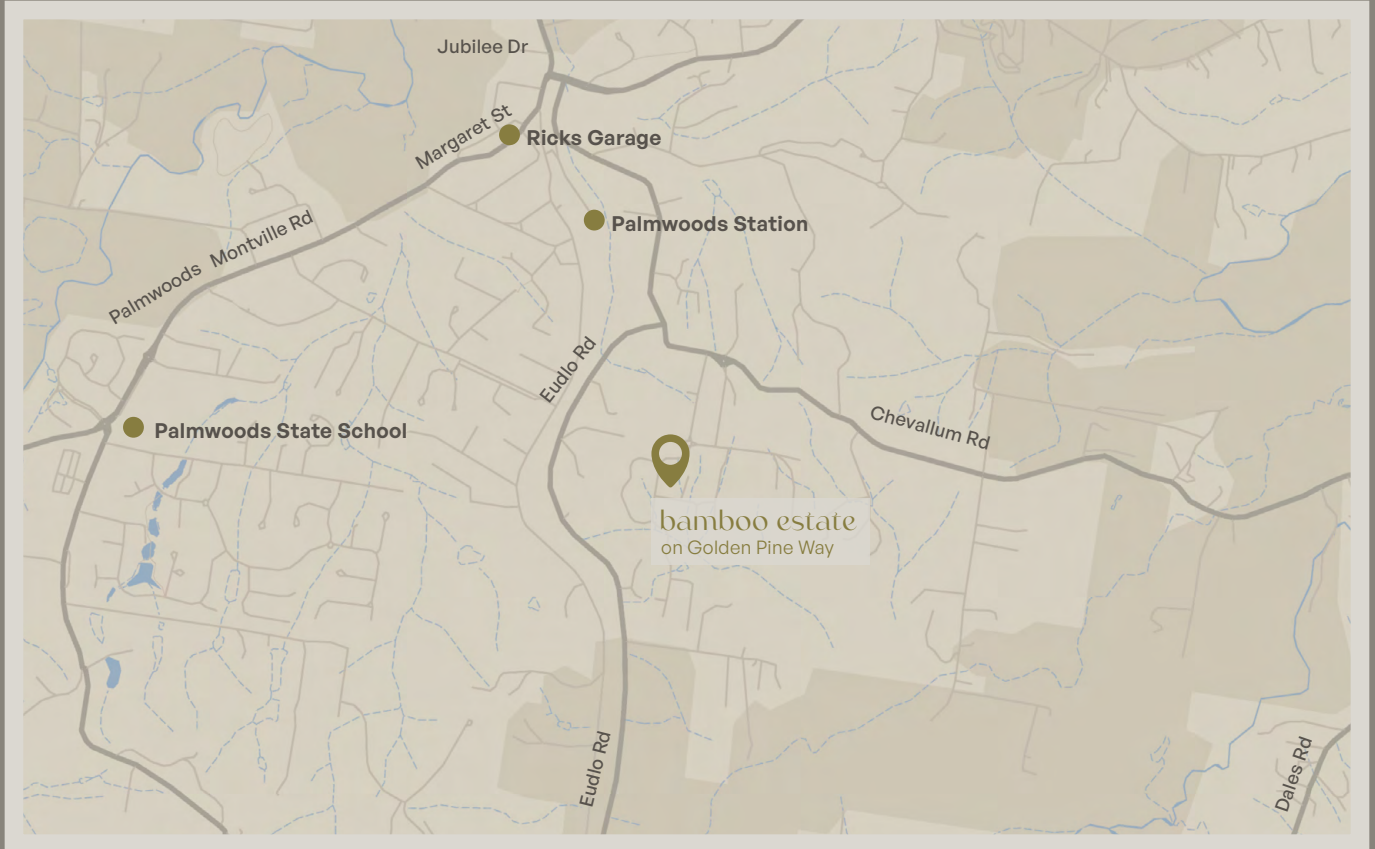 Jubilee Dr
Margaret St
Ricks Garage
Palmwoods Station
Palmwoods Montville Rd
Eudlo Rd
Chevallum Rd
Palmwoods State School
bamboo estate
on Golden Pine Way
Eudlo Rd
Dales Rd